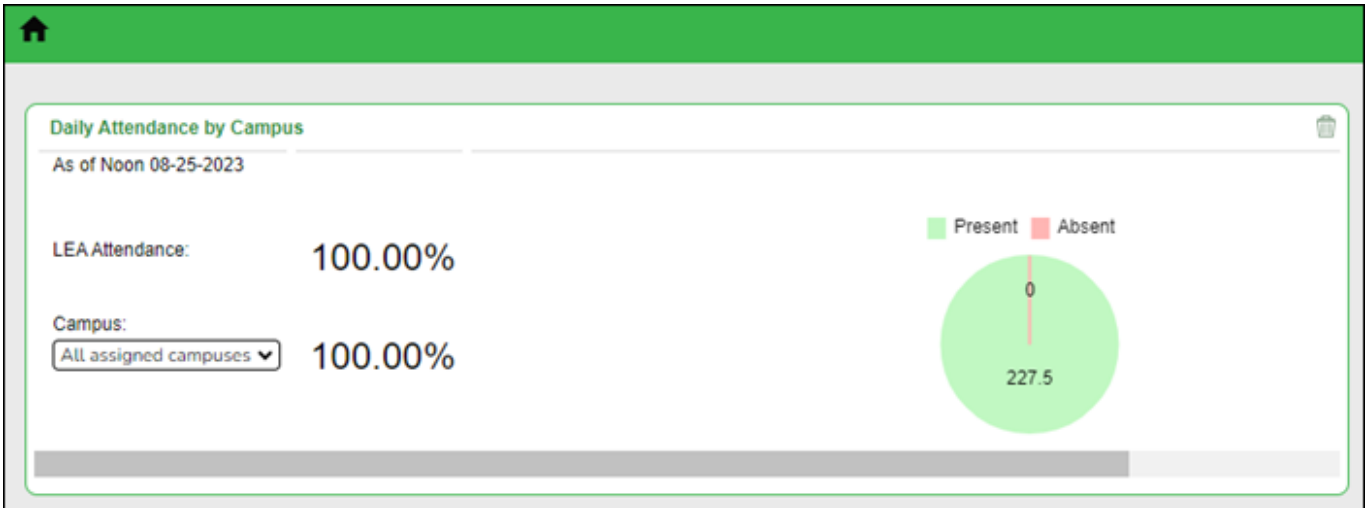 Daily Attendance by Campus
As of Noon 08-25-2023
LEA Attendance:
100.00%
Campus:
All assigned campuses
100.00%
Present
Absent
0
227.5